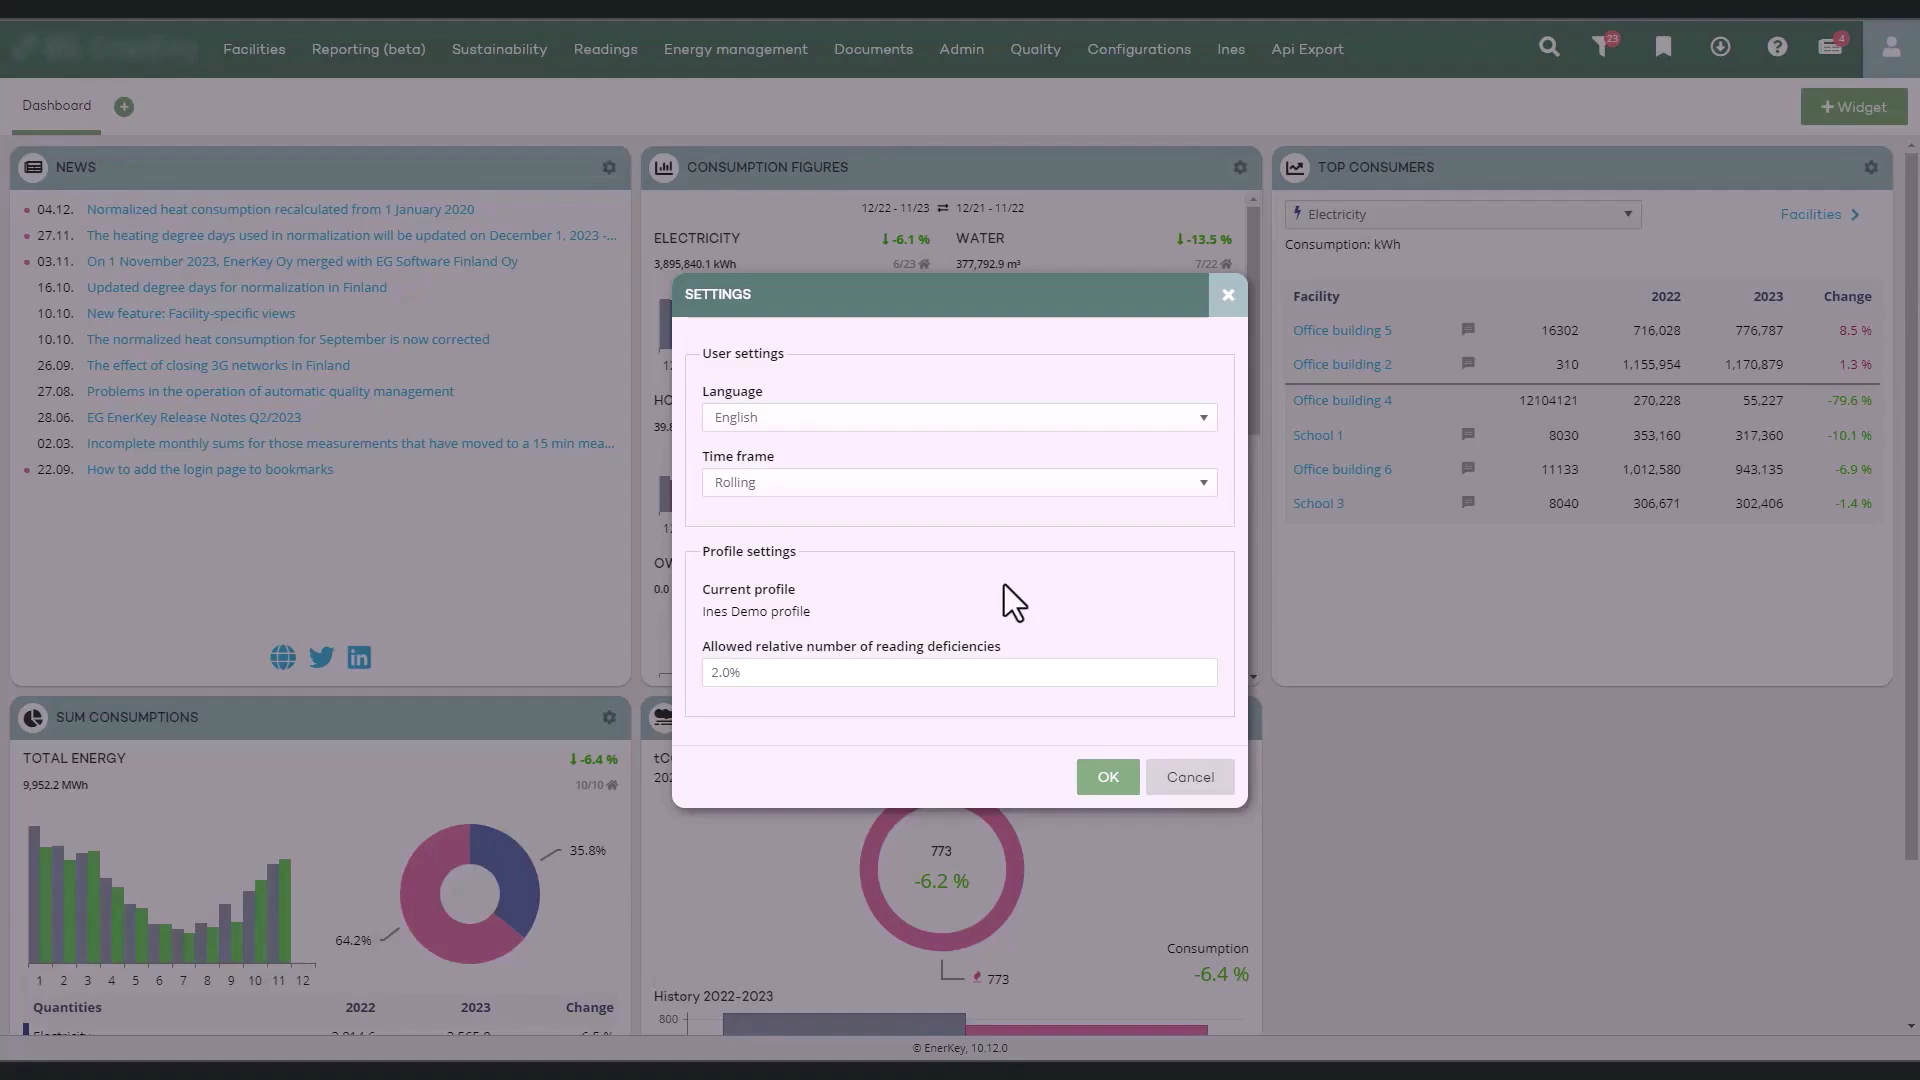 Facilities Reporting (beta) Sustainability Readings Energy management Documents Admin Quality Configurations Ines Api Export 23 4
Dashboard
+ Widget
NEWS
04.12. Normalized heat consumption recalculated from 1 January 2020
27.11. The heating degree days used in normalization will be updated on December 1, 2023 -...
03.11. On 1 November 2023, EnerKey Oy merged with EG Software Finland Oy
16.10. Updated degree days for normalization in Finland
10.10. New feature: Facility-specific views
10.10. The normalized heat consumption for September is now corrected
26.09. The effect of closing 3G networks in Finland
27.08. Problems in the operation of automatic quality management
28.06. EG EnerKey Release Notes Q2/2023
02.03. Incomplete monthly sums for those measurements that have moved to a 15 min mea...
22.09. How to add the login page to bookmarks
CONSUMPTION FIGURES
12/22 - 11/23 ⇄ 12/21 - 11/22
ELECTRICITY -6.1 % WATER -13.5 %
3,895,840.1 kWh 6/23 377,792.9 m³ 7/22
TOP CONSUMERS
Electricity
Facilities
Consumption: kWh
Facility 2022 2023 Change
Office building 5 16302 716,028 776,787 8.5 %
Office building 2 310 1,155,954 1,170,879 1.3 %
Office building 4 12104121 270,228 55,227 -79.6 %
School 1 8030 353,160 317,360 -10.1 %
Office building 6 11133 1,012,580 943,135 -6.9 %
School 3 8040 306,671 302,406 -1.4 %
SETTINGS
User settings
Language
English
Time frame
Rolling
Profile settings
Current profile
Ines Demo profile
Allowed relative number of reading deficiencies
2.0%
OK Cancel
SUM CONSUMPTIONS
TOTAL ENERGY -6.4 %
9,952.2 MWh 10/10
35.8%
64.2%
1 2 3 4 5 6 7 8 9 10 11 12
Quantities 2022 2023 Change
773
-6.2 %
773
Consumption
-6.4 %
History 2022-2023
800
© EnerKey, 10.12.0